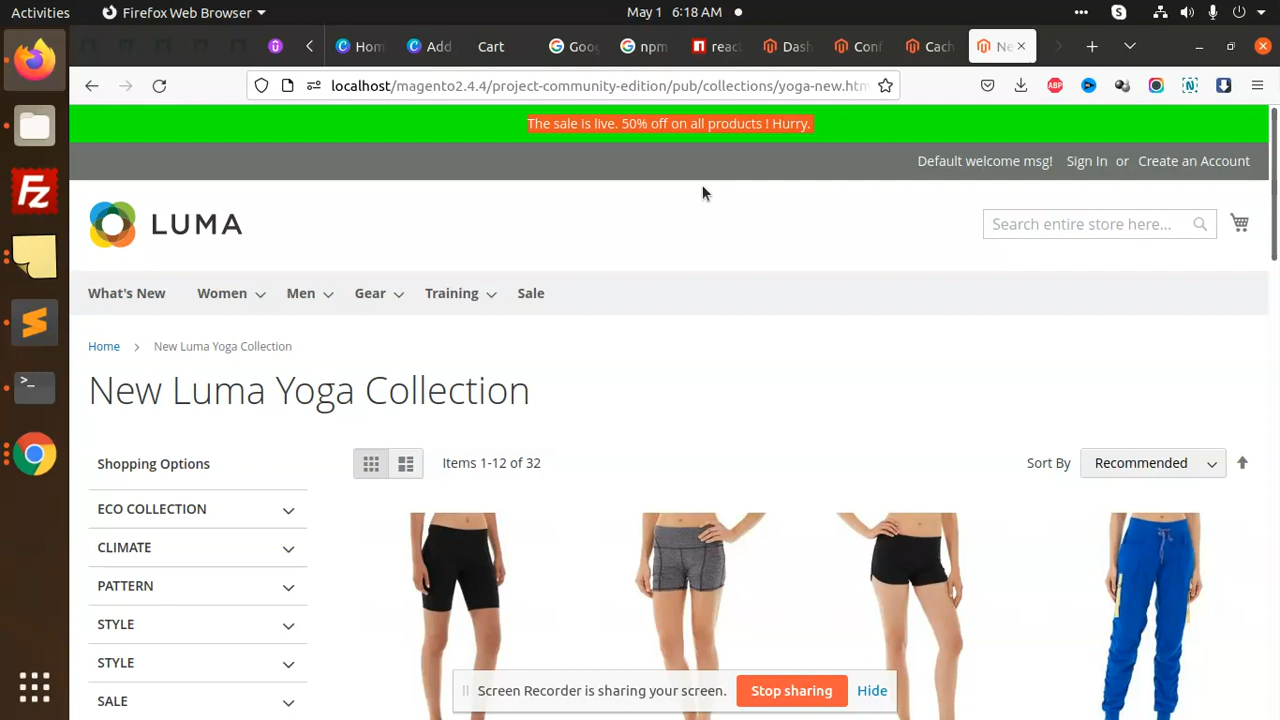 Activities
Firefox Web Browser
May 1 6:18 AM
Hom
Add
Cart
Goo
npm
reac
Dash
Conf
Cach
Ne
localhost/magento2.4.4/project-community-edition/pub/collections/yoga-new.htm
ABP
The sale is live. 50% off on all products ! Hurry.
Default welcome msg! Sign In or Create an Account
LUMA
Search entire store here...
What's New Women Men Gear Training Sale
Home New Luma Yoga Collection
New Luma Yoga Collection
Shopping Options
Items 1-12 of 32
Sort By Recommended
ECO COLLECTION
CLIMATE
PATTERN
STYLE
STYLE
SALE
Screen Recorder is sharing your screen. Stop sharing Hide